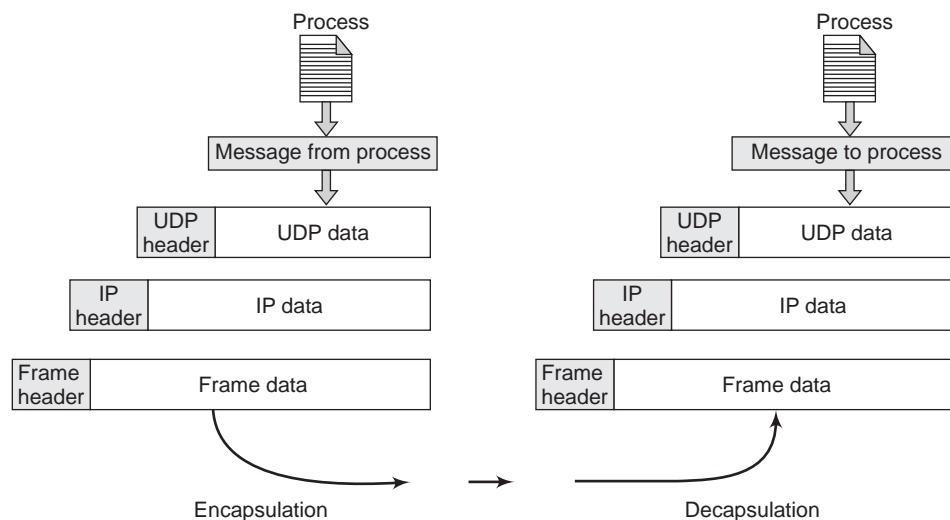 Process
Process
Message from process
Message to process
UDP
header
UDP data
UDP
header
UDP data
IP
header
IP data
IP
header
IP data
Frame
header
Frame data
Frame
header
Frame data
Encapsulation
Decapsulation